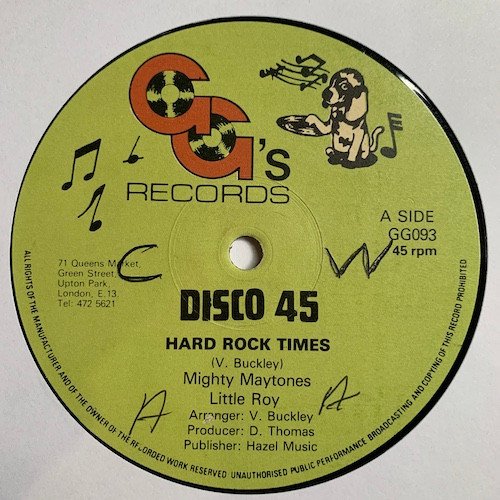 GG's
RECORDS
A SIDE
GG093
45 rpm
71 Queens Market,
Green Street,
Upton Park,
London, E.13.
Tel: 472 5621
C W
DISCO 45
HARD ROCK TIMES
(V. Buckley)
Mighty Maytones
Little Roy
Arranger: V. Buckley
Producer: D. Thomas
Publisher: Hazel Music
A A
ALL RIGHTS OF THE MANUFACTURER AND OF THE OWNER OF THE RECORDED WORK RESERVED UNAUTHORISED PUBLIC PERFORMANCE BROADCASTING AND COPYING OF THIS RECORD PROHIBITED